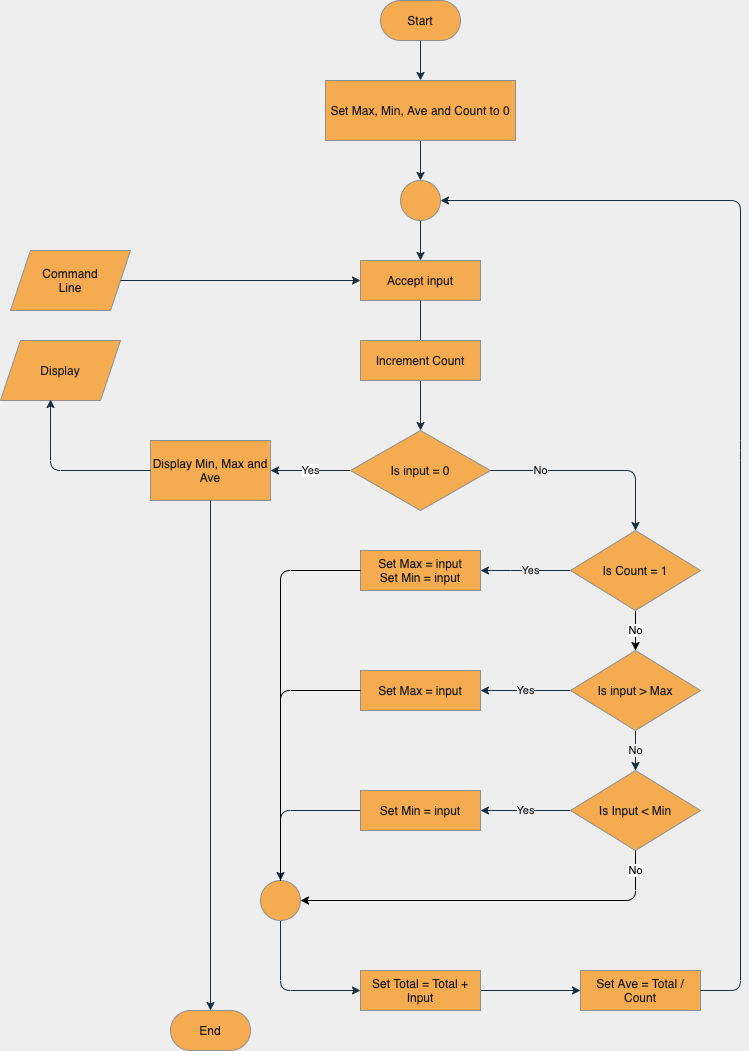 Start
Set Max, Min, Ave and Count to 0
Command
Line
Accept input
Display
Increment Count
Display Min, Max and
Ave
Yes
Is input = 0
No
Set Max = input
Set Min = input
Yes
Is Count = 1
No
Set Max = input
Yes
Is input > Max
No
Set Min = input
Yes
Is Input < Min
No
Set Total = Total +
Input
Set Ave = Total /
Count
End